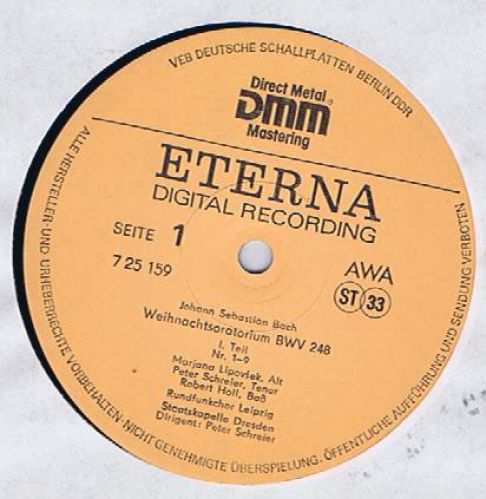 VEB DEUTSCHE SCHALLPLATTEN BERLIN DDR
Direct Metal
DMM ®
Mastering
ETERNA
DIGITAL RECORDING
SEITE 1
7 25 159
AWA
ST 33
Johann Sebastian Bach
Weihnachtsoratorium BWV 248
I. Teil
Nr. 1–9
Marjana Lipovšek, Alt
Peter Schreier, Tenor
Robert Holl, Baß
Rundfunkchor Leipzig
Staatskapelle Dresden
Dirigent: Peter Schreier
ALLE HERSTELLER- UND URHEBERRECHTE VORBEHALTEN · NICHT GENEHMIGTE ÜBERSPIELUNG, ÖFFENTLICHE AUFFÜHRUNG UND SENDUNG VERBOTEN